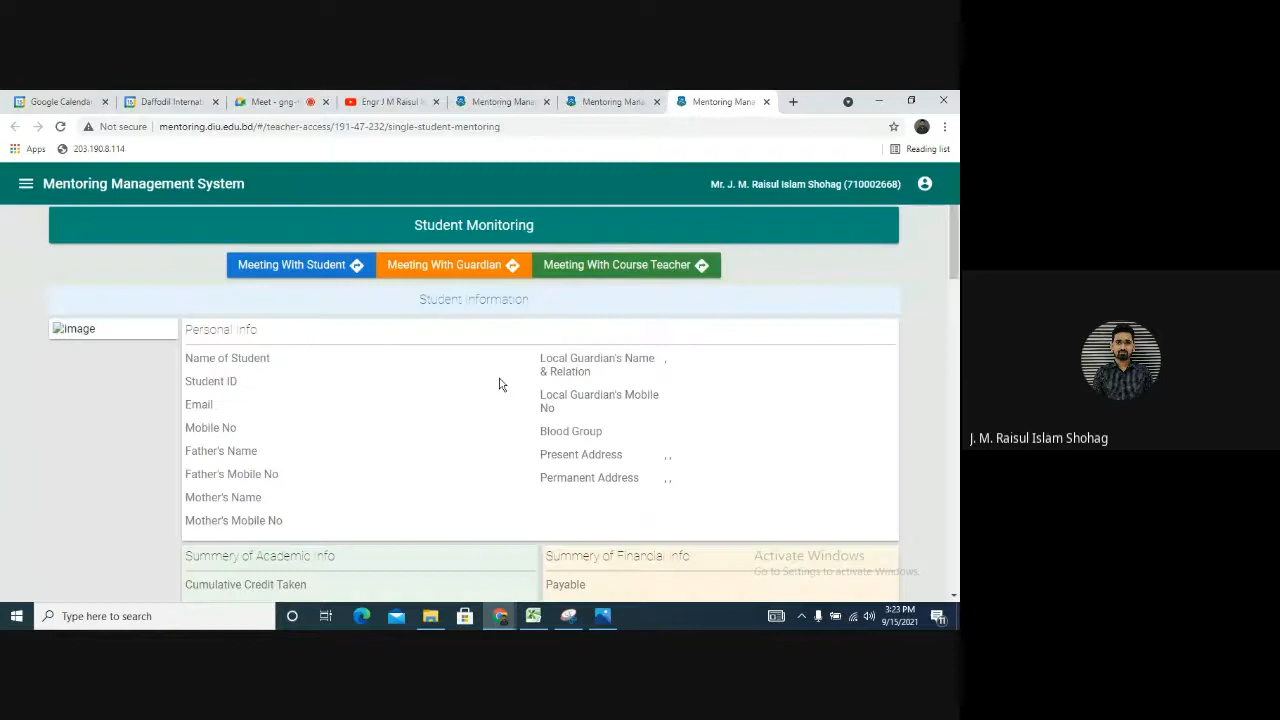 Google Calenda
Daffodil Internat
Meet - gng-
Engr J M Raisul I
Mentoring Mana
Mentoring Mana
Mentoring Mana
Not secure
mentoring.diu.edu.bd/#/teacher-access/191-47-232/single-student-mentoring
Apps
203.190.8.114
Reading list
Mentoring Management System
Mr. J. M. Raisul Islam Shohag (710002668)
Student Monitoring
Meeting With Student
Meeting With Guardian
Meeting With Course Teacher
Student Information
image
Personal Info
Name of Student
Student ID
Email
Mobile No
Father's Name
Father's Mobile No
Mother's Name
Mother's Mobile No
Local Guardian's Name ,
& Relation
Local Guardian's Mobile
No
Blood Group
Present Address , ,
Permanent Address , ,
Summary of Academic Info
Cumulative Credit Taken
Summary of Financial Info
Payable
Activate Windows
Go to Settings to activate Windows.
Type here to search
3:23 PM
9/15/2021
11
J. M. Raisul Islam Shohag